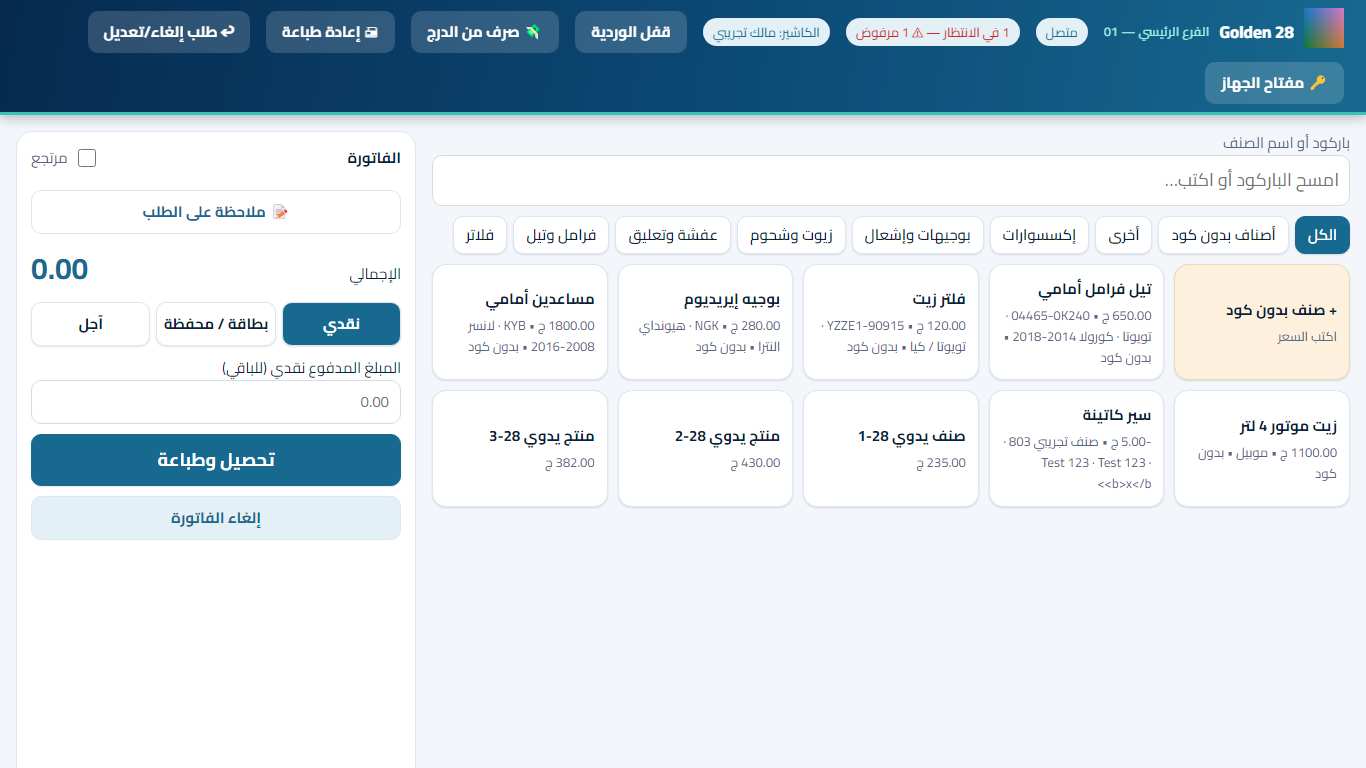 Golden 28
الفرع الرئيسي — 01
متصل
1 في الانتظار — ⚠ 1 مرفوض
الكاشير: مالك تجريبي
قفل الوردية
💸 صرف من الدرج
🖨 إعادة طباعة
↩ طلب إلغاء/تعديل
🔑 مفتاح الجهاز
باركود أو اسم الصنف
امسح الباركود أو اكتب...
الكل
أصناف بدون كود
أخرى
إكسسوارات
بوجيهات وإشعال
زيوت وشحوم
عفشة وتعليق
فرامل وتيل
فلاتر
+ صنف بدون كود
اكتب السعر
تيل فرامل أمامي
650.00 ج • 04465-0K240 ·
تويوتا · كورولا 2014-2018 •
بدون كود
فلتر زيت
120.00 ج • 90915-YZZE1 ·
تويوتا / كيا • بدون كود
بوجيه إيريديوم
280.00 ج • NGK · هيونداي
النترا • بدون كود
مساعدين أمامي
1800.00 ج • KYB · لانسر
2008-2016 • بدون كود
زيت موتور 4 لتر
1100.00 ج • موبيل • بدون
كود
سير كاتينة
-5.00 ج • صنف تجريبي 803 ·
Test 123 · Test 123 ·
<<b>x</b
صنف يدوي 28-1
235.00 ج
منتج يدوي 28-2
430.00 ج
منتج يدوي 28-3
382.00 ج
الفاتورة
مرتجع
📝 ملاحظة على الطلب
الإجمالي
0.00
نقدي
بطاقة / محفظة
آجل
المبلغ المدفوع نقدي (للباقي)
0.00
تحصيل وطباعة
إلغاء الفاتورة